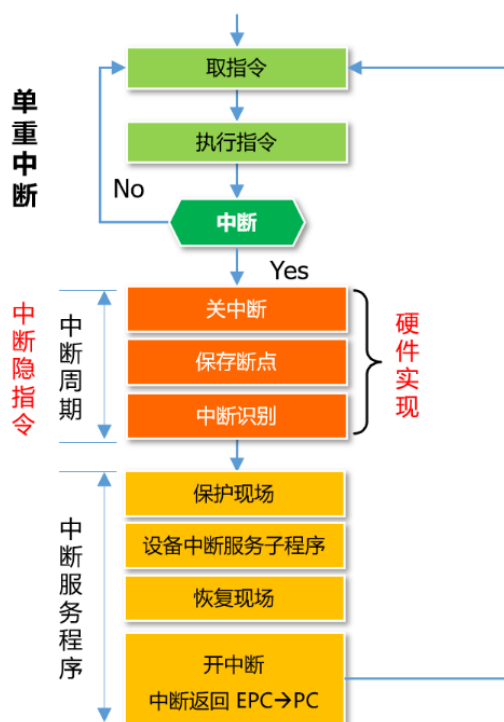 单重中断
取指令
执行指令
No
中断
Yes
中断隐指令
中断周期
关中断
保存断点
中断识别
硬件实现
中断服务程序
保护现场
设备中断服务子程序
恢复现场
开中断
中断返回 EPC→PC